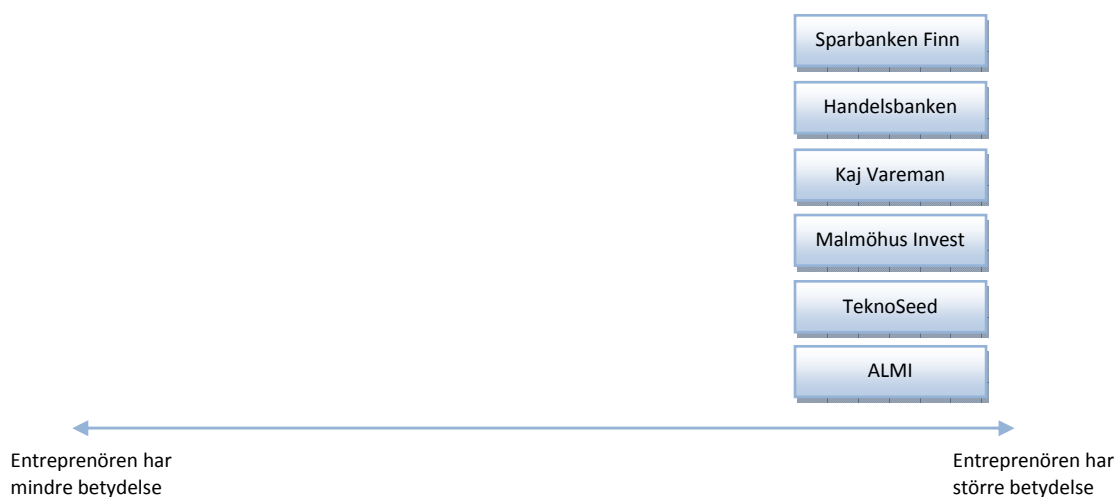 Sparbanken Finn
Handelsbanken
Kaj Vareman
Malmöhus Invest
TeknoSeed
ALMI
Entreprenören har
mindre betydelse
Entreprenören har
större betydelse